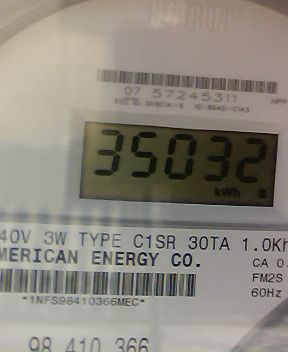 07 57245311
35032
kWh
40V 3W TYPE C1SR 30TA 1.0Kh
MERICAN ENERGY CO.
CA 0.
FM2S
60Hz
*1NFS98410366MEC*
98 410 366